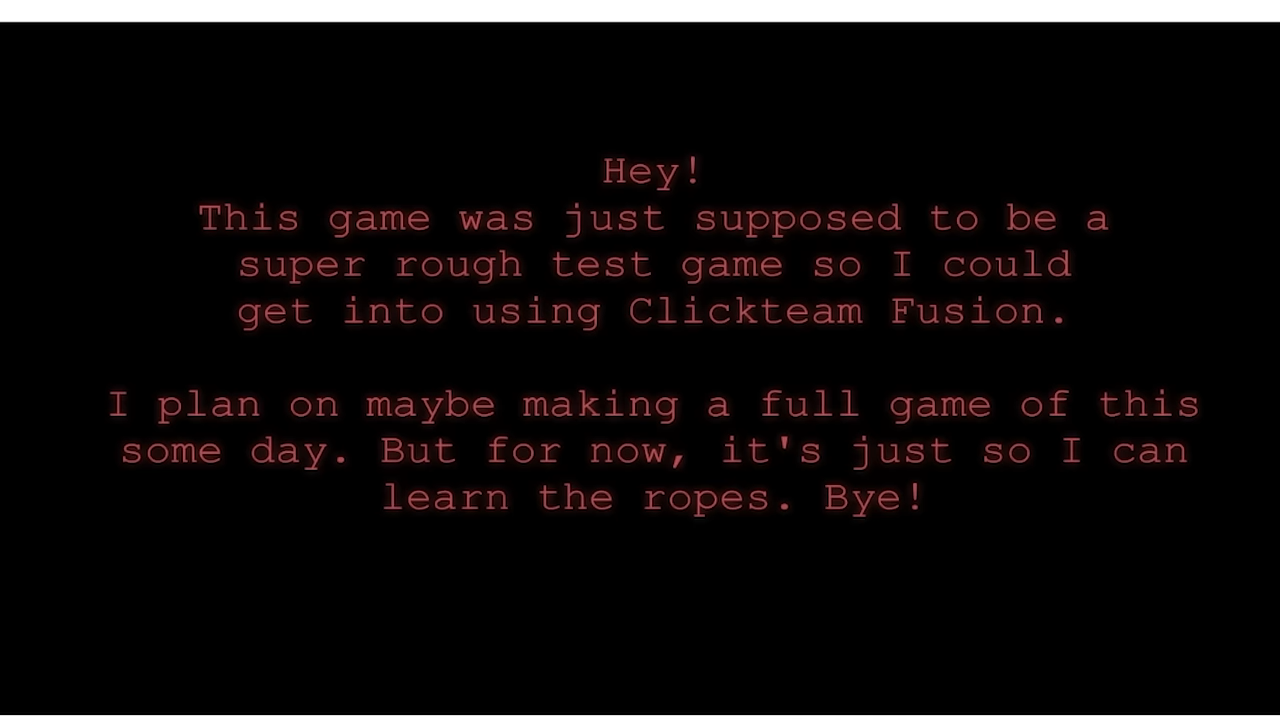 Hey!
This game was just supposed to be a
super rough test game so I could
get into using Clickteam Fusion.
I plan on maybe making a full game of this
some day. But for now, it's just so I can
learn the ropes. Bye!